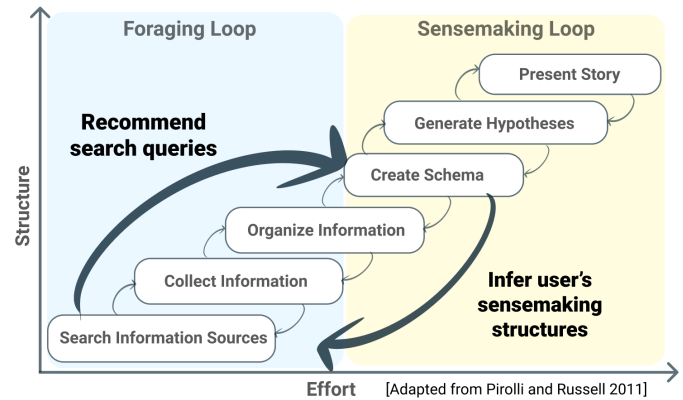 Foraging Loop
Sensemaking Loop
Present Story
Recommend
search queries
Generate Hypotheses
Create Schema
Structure
Organize Information
Collect Information
Infer user's
sensemaking
structures
Search Information Sources
Effort
[Adapted from Pirolli and Russell 2011]